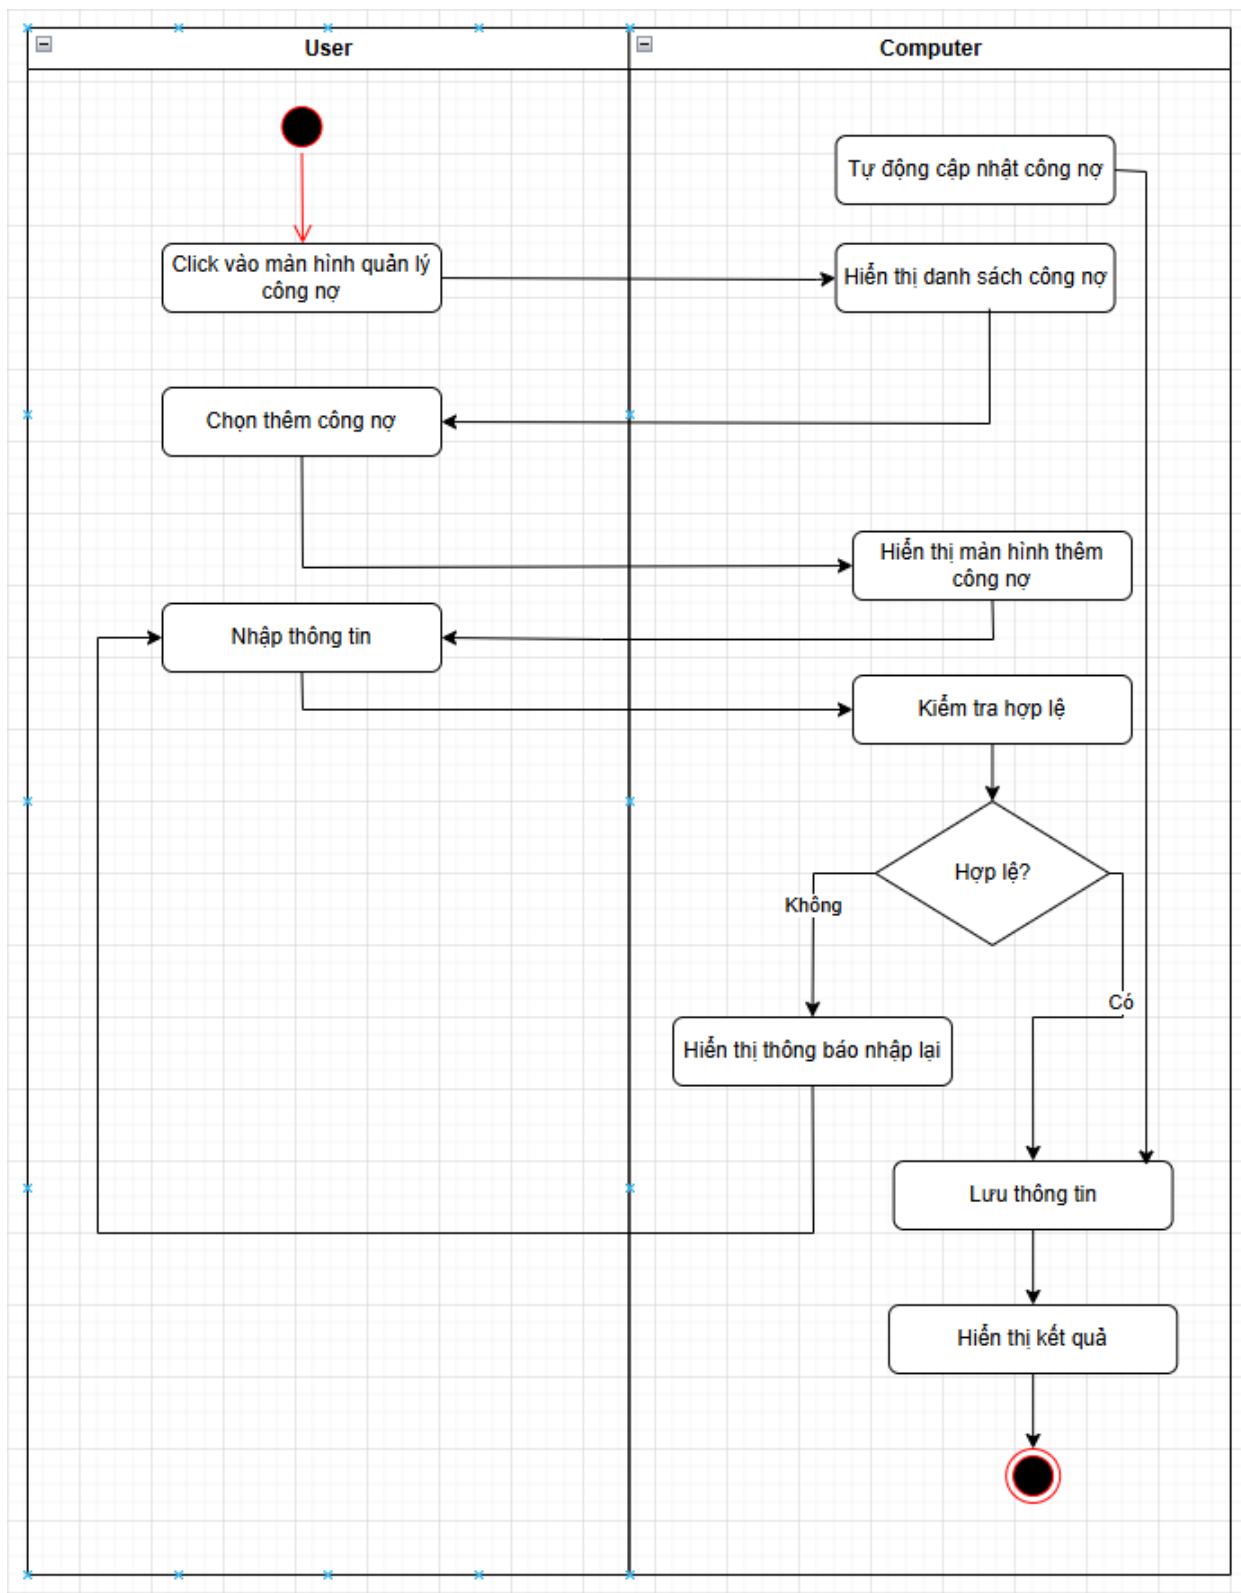 User
Computer
Tự động cập nhật công nợ
Click vào màn hình quản lý
công nợ
Hiển thị danh sách công nợ
Chọn thêm công nợ
Hiển thị màn hình thêm
công nợ
Nhập thông tin
Kiểm tra hợp lệ
Hợp lệ?
Không
Có
Hiển thị thông báo nhập lại
Lưu thông tin
Hiển thị kết quả